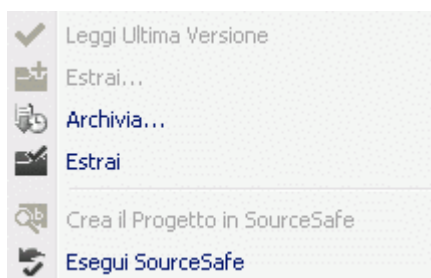 Leggi Ultima Versione
Estrai...
Archivia...
Estrai
Crea il Progetto in SourceSafe
Esegui SourceSafe